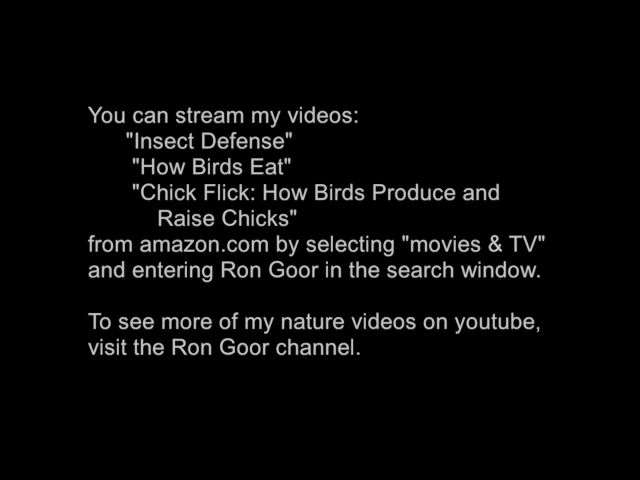 You can stream my videos:
"Insect Defense"
"How Birds Eat"
"Chick Flick: How Birds Produce and
Raise Chicks"
from amazon.com by selecting "movies & TV"
and entering Ron Goor in the search window.
To see more of my nature videos on youtube,
visit the Ron Goor channel.